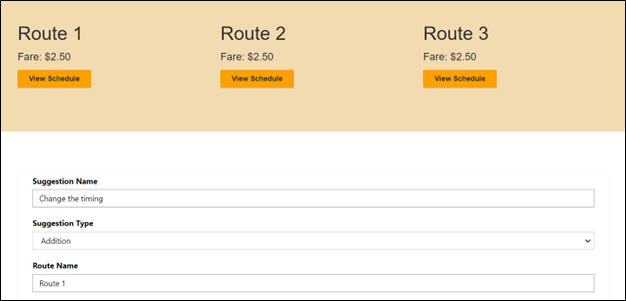 Route 1 Route 2 Route 3
Fare: $2.50 Fare: $2.50 Fare: $2.50
View Schedule View Schedule View Schedule
Suggestion Name
Change the timing
Suggestion Type
Addition
Route Name
Route 1